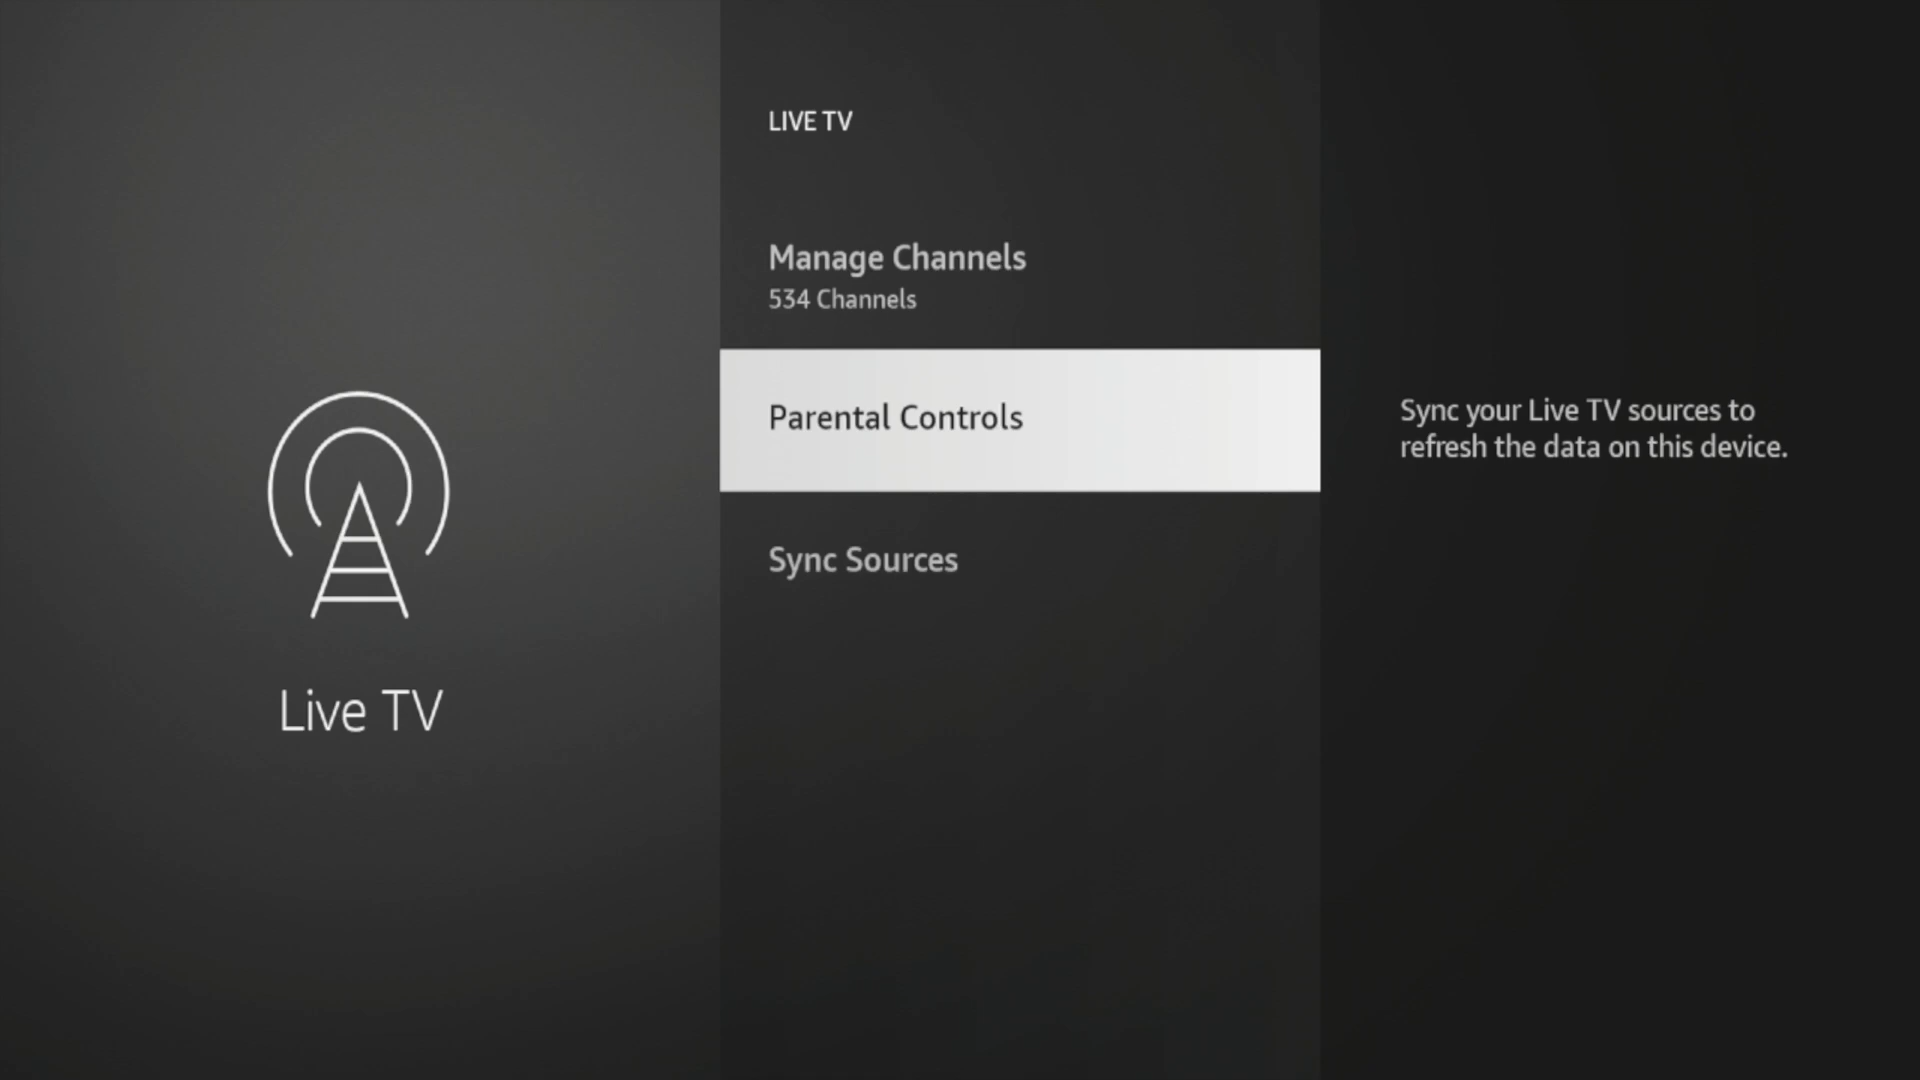 LIVE TV
Manage Channels
534 Channels
Parental Controls
Sync Sources
Sync your Live TV sources to
refresh the data on this device.
Live TV